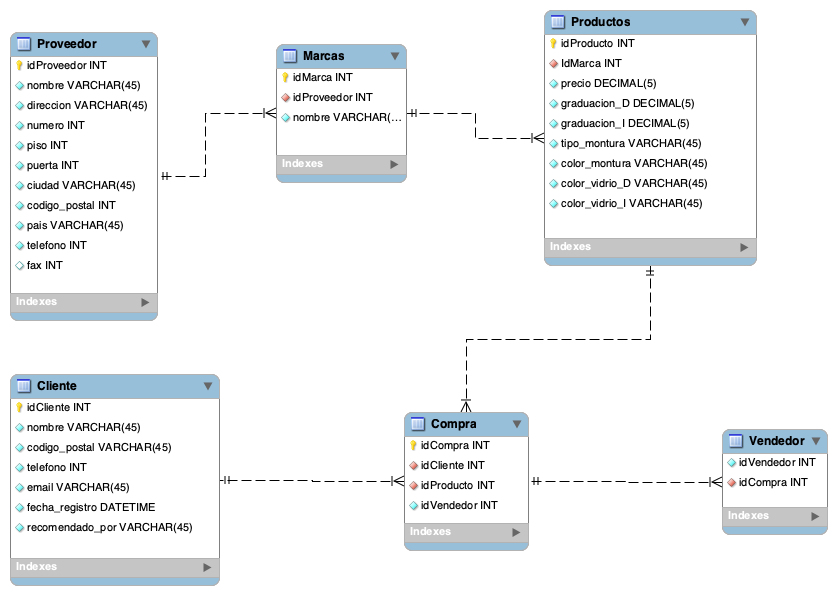 Proveedor
idProveedor INT
nombre VARCHAR(45)
direccion VARCHAR(45)
numero INT
piso INT
puerta INT
ciudad VARCHAR(45)
codigo_postal INT
pais VARCHAR(45)
telefono INT
fax INT
Indexes
Marcas
idMarca INT
idProveedor INT
nombre VARCHAR(...
Indexes
Productos
idProducto INT
IdMarca INT
precio DECIMAL(5)
graduacion_D DECIMAL(5)
graduacion_I DECIMAL(5)
tipo_montura VARCHAR(45)
color_montura VARCHAR(45)
color_vidrio_D VARCHAR(45)
color_vidrio_I VARCHAR(45)
Indexes
Cliente
idCliente INT
nombre VARCHAR(45)
codigo_postal VARCHAR(45)
telefono INT
email VARCHAR(45)
fecha_registro DATETIME
recomendado_por VARCHAR(45)
Indexes
Compra
idCompra INT
idCliente INT
idProducto INT
idVendedor INT
Indexes
Vendedor
idVendedor INT
idCompra INT
Indexes